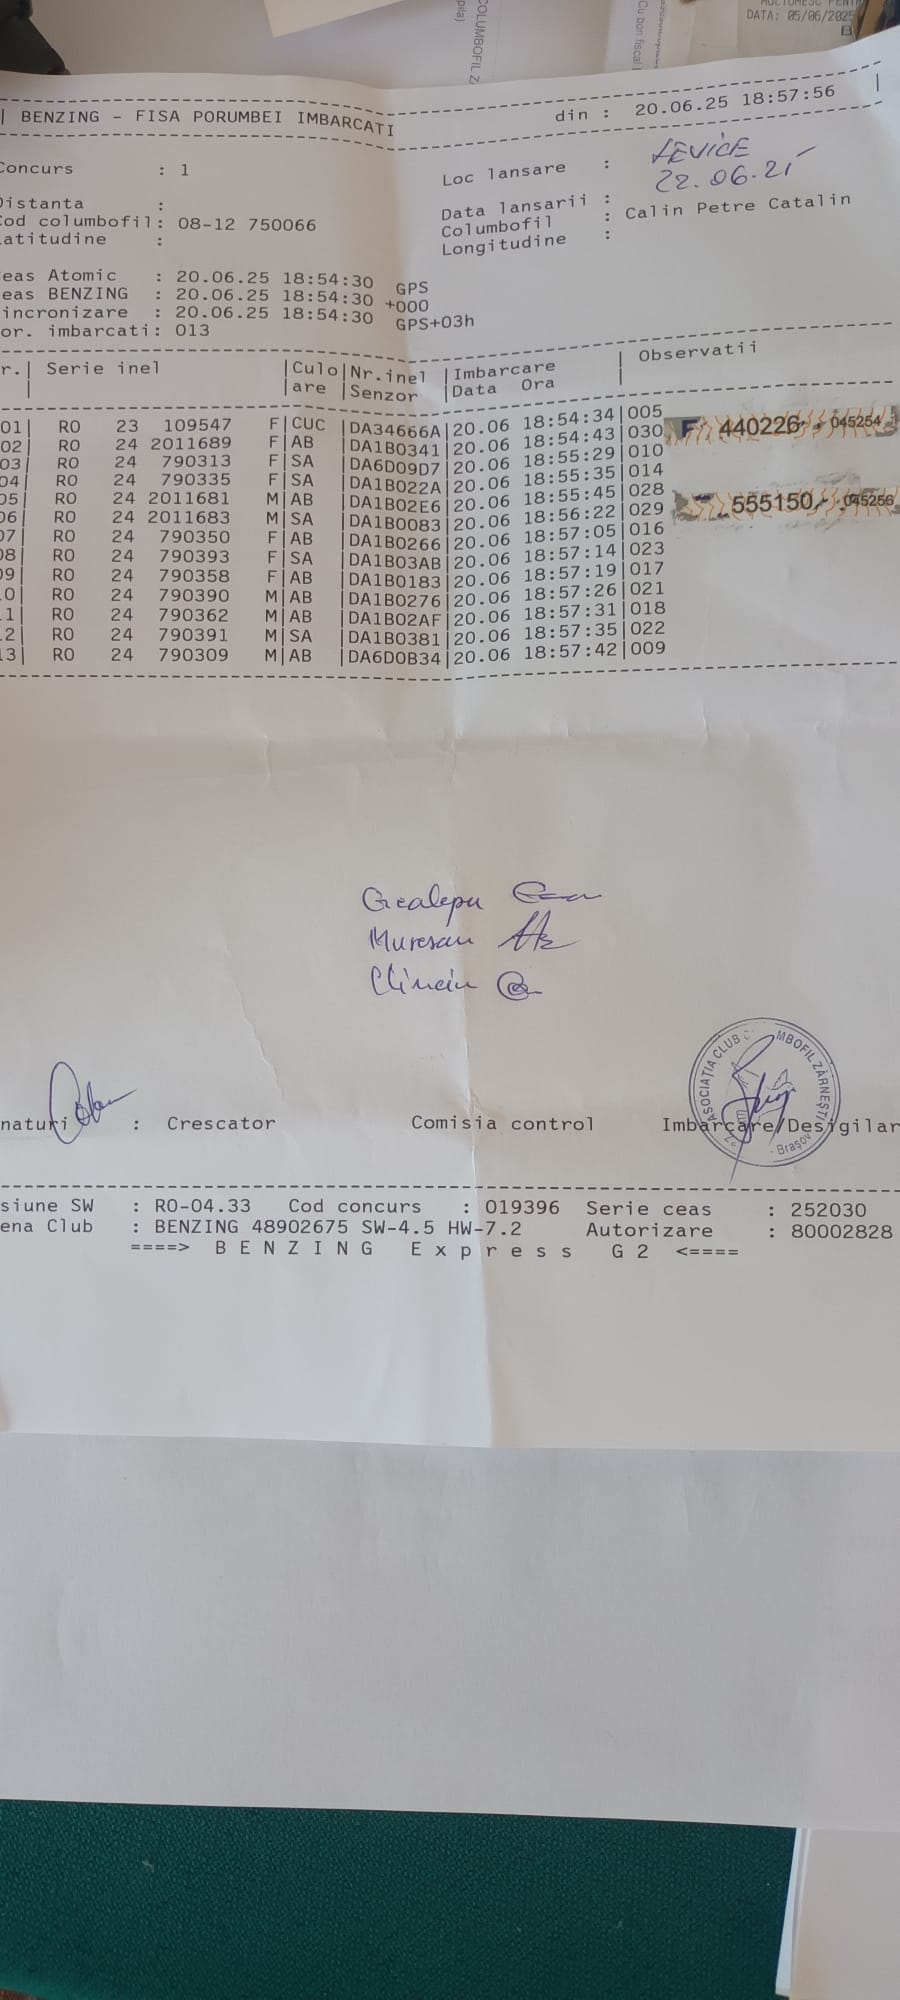 COLUMBOFIL Z
pila)
Cu bon fiscal
DATA: 05/06/2025
| BENZING - FISA PORUMBEI IMBARCATI din : 20.06.25 18:57:56 |
Concurs : 1 Loc lansare : LEVICE
Distanta : Data lansarii : 22.06.25
Cod columbofil: 08-12 750066 Columbofil : Calin Petre Catalin
Latitudine : Longitudine :
eas Atomic : 20.06.25 18:54:30 GPS
eas BENZING : 20.06.25 18:54:30 +000
incronizare : 20.06.25 18:54:30 GPS+03h
or. imbarcati: 013
r.| Serie inel |Culo|Nr.inel |Imbarcare | Observatii
| |are |Senzor |Data Ora |
01| RO 23 109547 F|CUC |DA34666A|20.06 18:54:34|005
02| RO 24 2011689 F|AB |DA1B0341|20.06 18:54:43|030
03| RO 24 790313 F|SA |DA6D09D7|20.06 18:55:29|010
04| RO 24 790335 F|SA |DA1B022A|20.06 18:55:35|014
05| RO 24 2011681 M|AB |DA1B02E6|20.06 18:55:45|028
06| RO 24 2011683 M|SA |DA1B0083|20.06 18:56:22|029
07| RO 24 790350 F|AB |DA1B0266|20.06 18:57:05|016
08| RO 24 790393 F|SA |DA1B03AB|20.06 18:57:14|023
09| RO 24 790358 F|AB |DA1B0183|20.06 18:57:19|017
10| RO 24 790390 M|AB |DA1B0276|20.06 18:57:26|021
11| RO 24 790362 M|AB |DA1B02AF|20.06 18:57:31|018
12| RO 24 790391 M|SA |DA1B0381|20.06 18:57:35|022
13| RO 24 790309 M|AB |DA6D0B34|20.06 18:57:42|009
F 440226 045254
555150 045256
Muresan
Clinciu
ASOCIATIA CLUB MBOFIL ZĂRNEȘTI
Brașov
naturi : Crescator Comisia control Imbarcare/Desigilar
siune SW : RO-04.33 Cod concurs : 019396 Serie ceas : 252030
ena Club : BENZING 48902675 SW-4.5 HW-7.2 Autorizare : 80002828
====> B E N Z I N G E x p r e s s G 2 <====